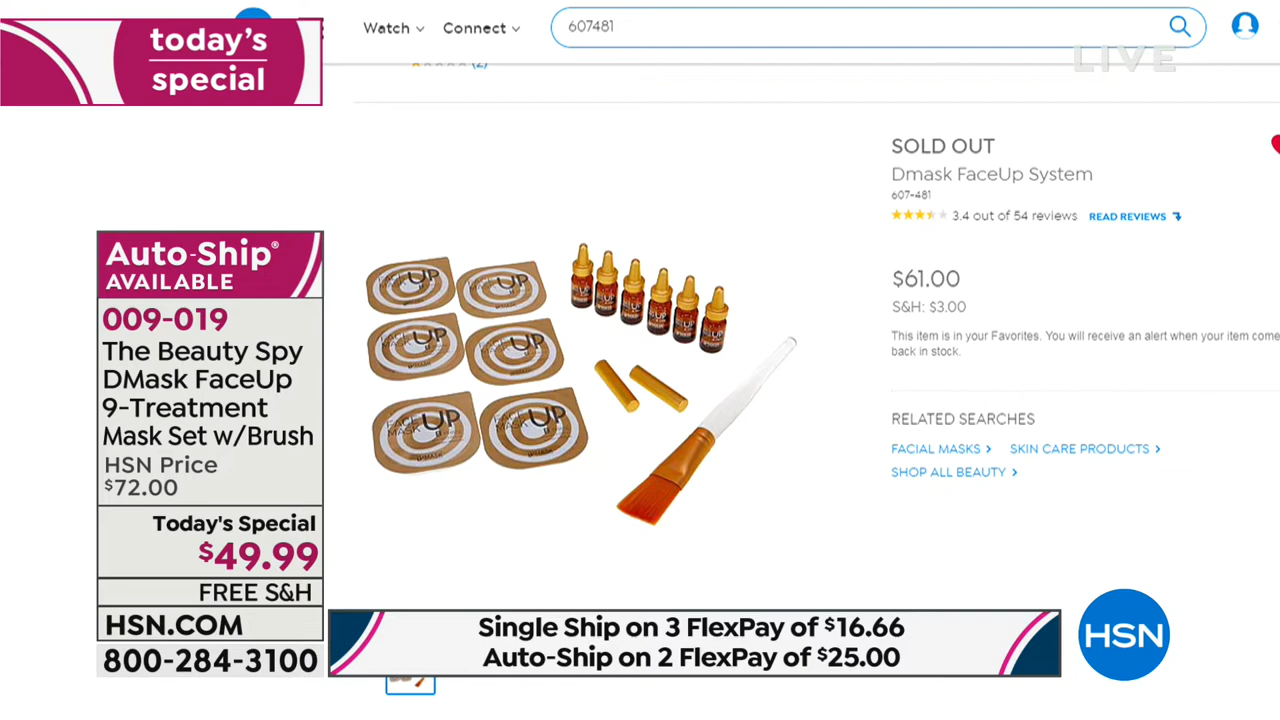 today's
special
Watch
Connect
607481
LIVE
(2)
SOLD OUT
Dmask FaceUp System
607-481
3.4 out of 54 reviews READ REVIEWS
$61.00
S&H: $3.00
This item is in your Favorites. You will receive an alert when your item come
back in stock.
RELATED SEARCHES
FACIAL MASKS > SKIN CARE PRODUCTS >
SHOP ALL BEAUTY >
Auto-Ship®
AVAILABLE
009-019
The Beauty Spy
DMask FaceUp
9-Treatment
Mask Set w/Brush
HSN Price
$72.00
Today's Special
$49.99
FREE S&H
HSN.COM
800-284-3100
Single Ship on 3 FlexPay of $16.66
Auto-Ship on 2 FlexPay of $25.00
HSN